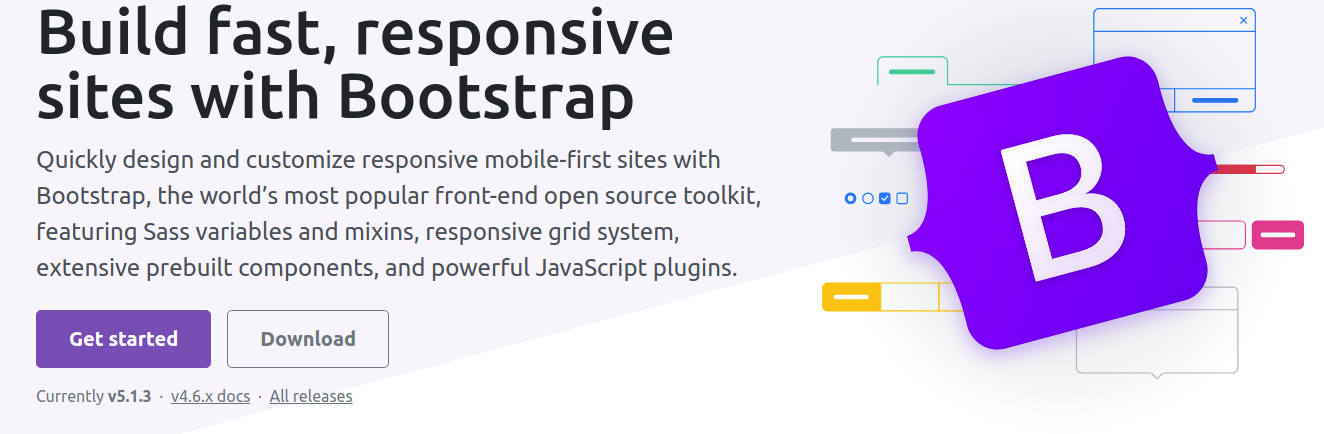 Build fast, responsive
sites with Bootstrap
Quickly design and customize responsive mobile-first sites with
Bootstrap, the world’s most popular front-end open source toolkit,
featuring Sass variables and mixins, responsive grid system,
extensive prebuilt components, and powerful JavaScript plugins.
Get started
Download
Currently v5.1.3 · v4.6.x docs · All releases
B